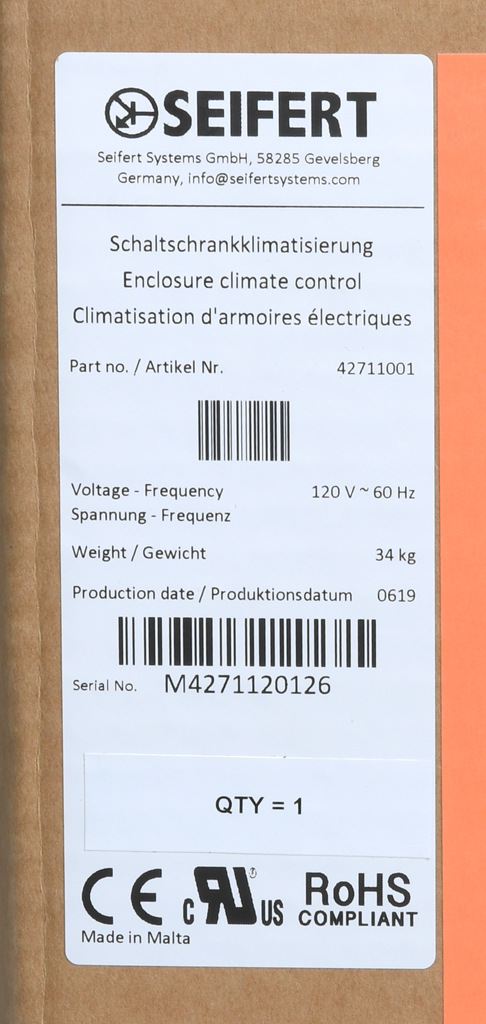 SEIFERT
Seifert Systems GmbH, 58285 Gevelsberg
Germany, info@seifertsystems.com
Schaltschrankklimatisierung
Enclosure climate control
Climatisation d'armoires électriques
Part no. / Artikel Nr. 42711001
Voltage - Frequency 120 V ~ 60 Hz
Spannung - Frequenz
Weight / Gewicht 34 kg
Production date / Produktionsdatum 0619
Serial No. M4271120126
QTY = 1
CE c RU us RoHS
COMPLIANT
Made in Malta